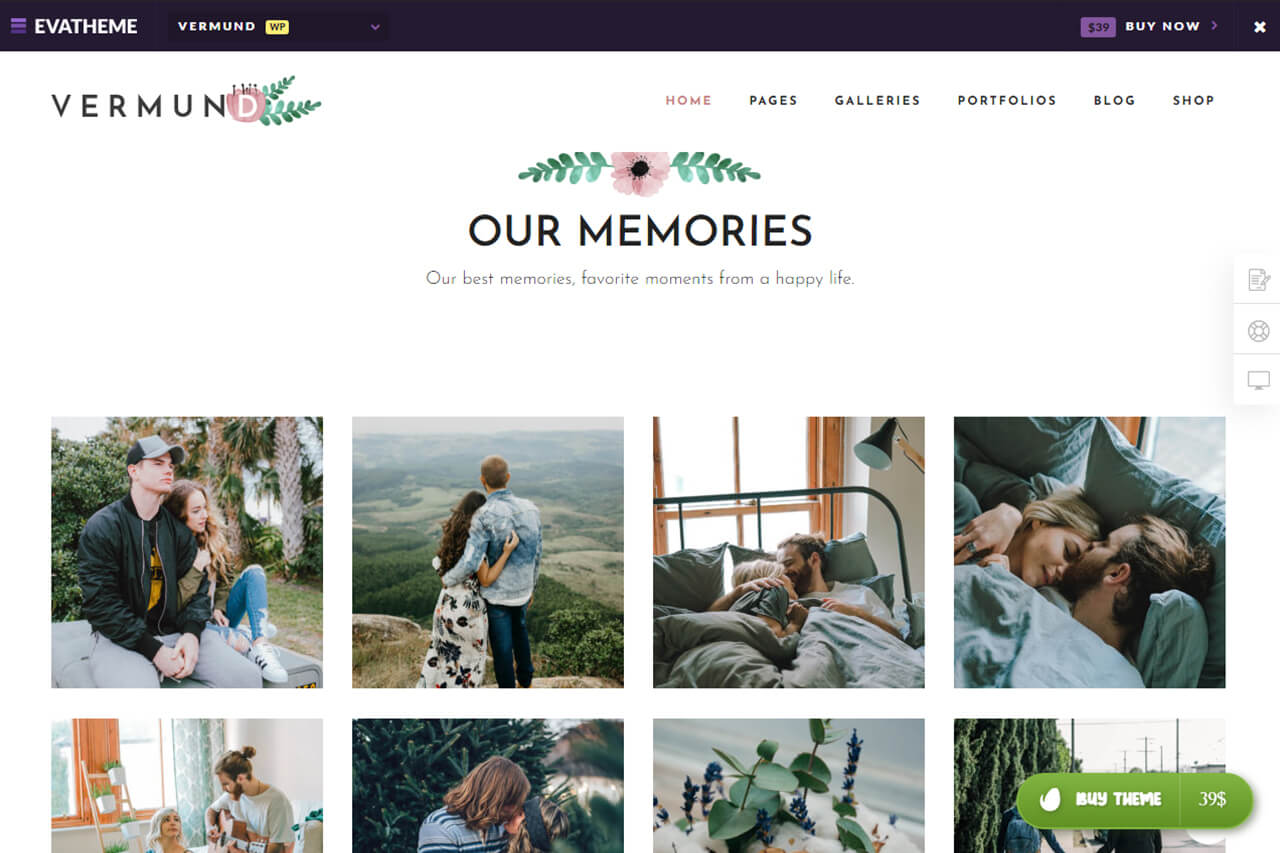 EVATHEME
VERMUND WP
$39 BUY NOW
VERMUND
HOME PAGES GALLERIES PORTFOLIOS BLOG SHOP
OUR MEMORIES
Our best memories, favorite moments from a happy life.
BUY THEME 39$